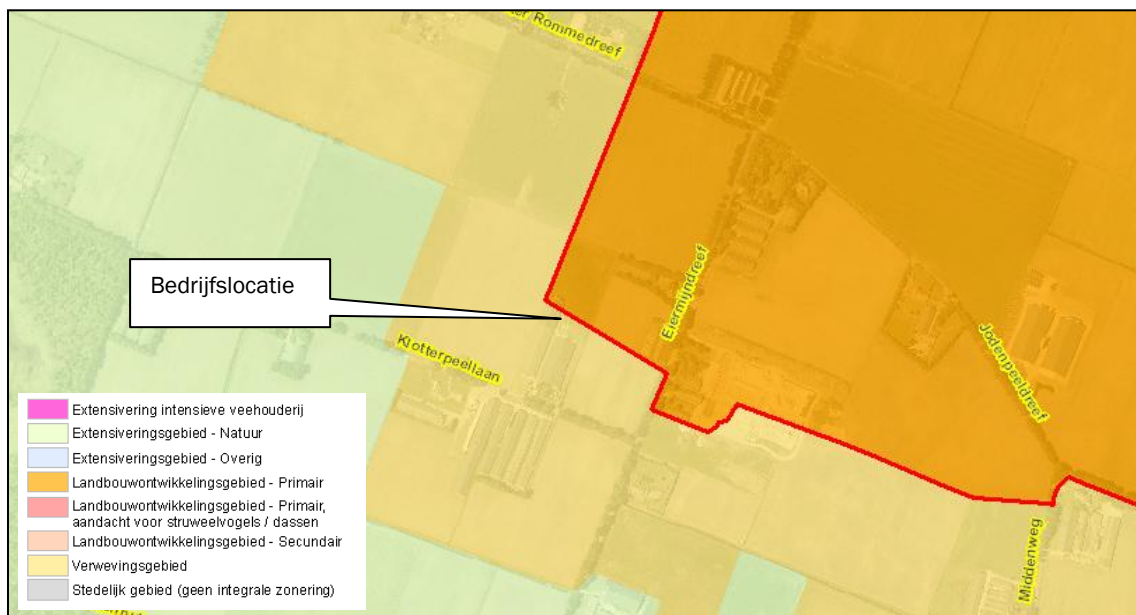 Rommedreef
Bedrijfslocatie
Eiermijndreef
Klotterpeellaan
Jodenpeeldreef
Middenweg
Extensivering intensieve veehouderij
Extensiveringsgebied - Natuur
Extensiveringsgebied - Overig
Landbouwontwikkelingsgebied - Primair
Landbouwontwikkelingsgebied - Primair,
aandacht voor struweelvogels / dassen
Landbouwontwikkelingsgebied - Secundair
Verwevingsgebied
Stedelijk gebied (geen integrale zonering)